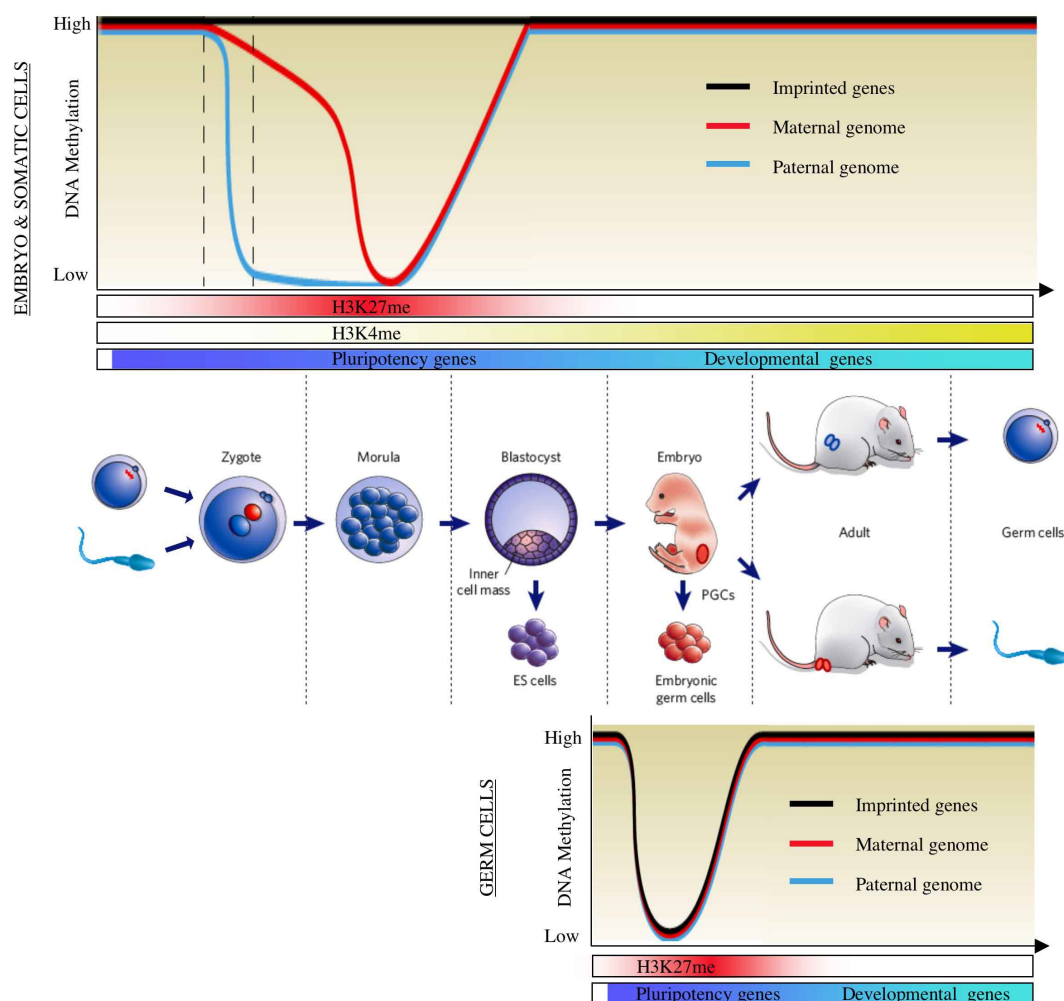 High
Imprinted genes
Maternal genome
Paternal genome
DNA Methylation
EMBRYO & SOMATIC CELLS
Low
H3K27me
H3K4me
Pluripotency genes Developmental genes
Zygote Morula Blastocyst Embryo
Inner
cell mass
ES cells
PGCs
Embryonic
germ cells
Adult
Germ cells
High
Imprinted genes
Maternal genome
Paternal genome
DNA Methylation
GERM CELLS
Low
H3K27me
Pluripotency genes Developmental genes